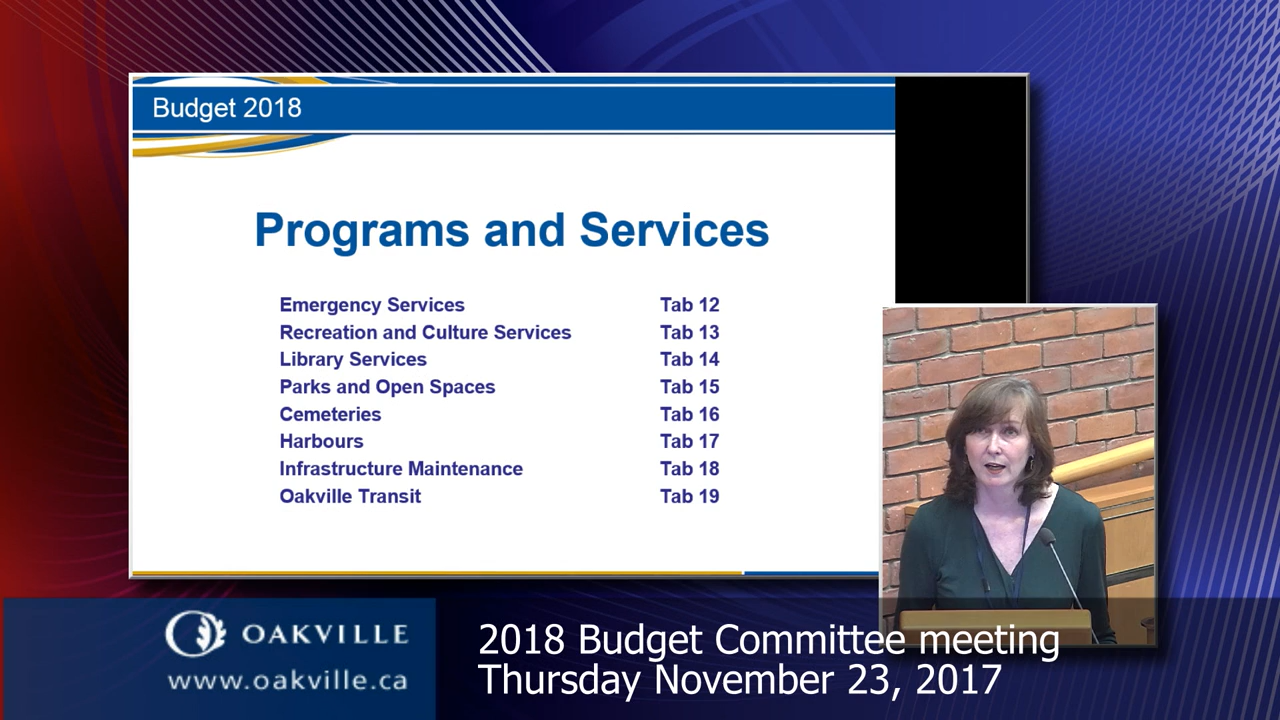 Budget 2018
Programs and Services
Emergency Services Tab 12
Recreation and Culture Services Tab 13
Library Services Tab 14
Parks and Open Spaces Tab 15
Cemeteries Tab 16
Harbours Tab 17
Infrastructure Maintenance Tab 18
Oakville Transit Tab 19
OAKVILLE
www.oakville.ca
2018 Budget Committee meeting
Thursday November 23, 2017